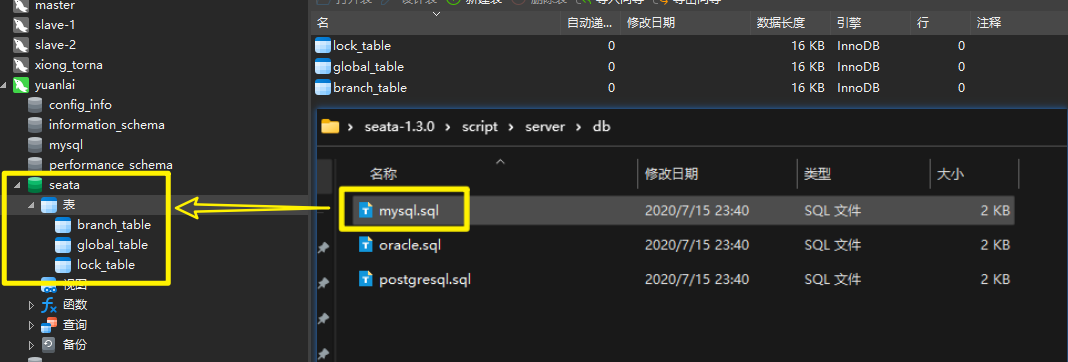 master
slave-1
slave-2
xiong_torna
yuanlai
config_info
information_schema
mysql
performance_schema
seata
表
branch_table
global_table
lock_table
视图
函数
查询
备份
打开表 设计表 新建表 删除表 导入向导 导出向导
名 自动递... 修改日期 数据长度 引擎 行 注释
lock_table 0 16 KB InnoDB 0
global_table 0 16 KB InnoDB 0
branch_table 0 16 KB InnoDB 0
seata-1.3.0 › script › server › db
名称 修改日期 类型 大小
mysql.sql 2020/7/15 23:40 SQL 文件 2 KB
oracle.sql 2020/7/15 23:40 SQL 文件 2 KB
postgresql.sql 2020/7/15 23:40 SQL 文件 2 KB